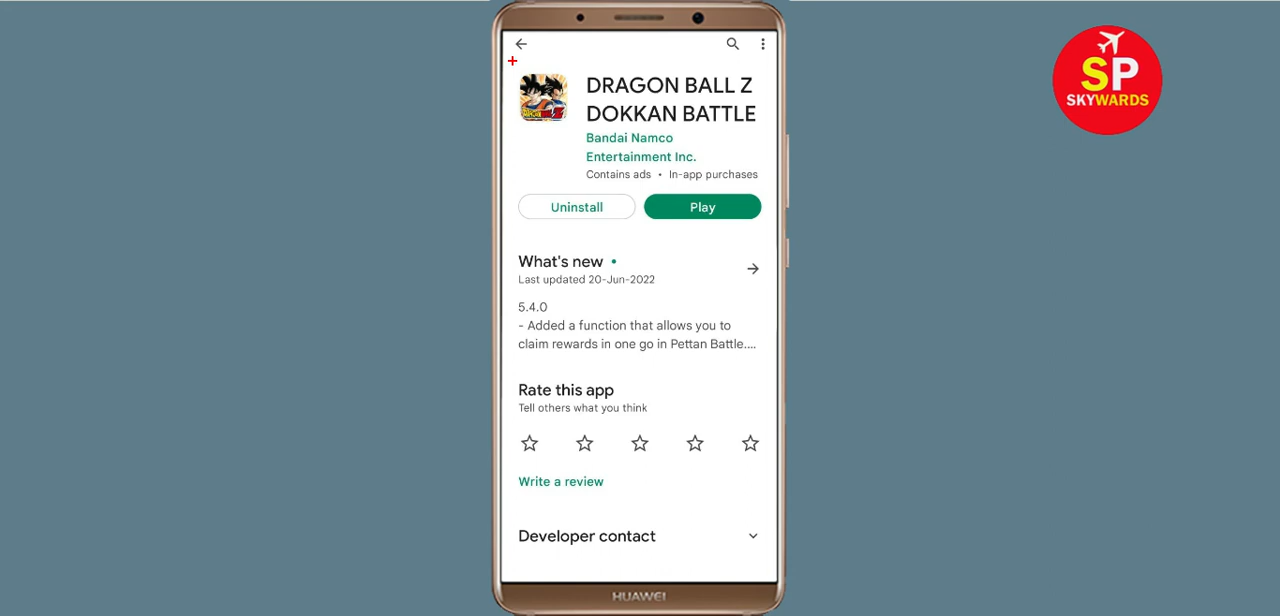 SP
SKYWARDS
DRAGON BALL Z
DOKKAN BATTLE
Bandai Namco
Entertainment Inc.
Contains ads • In-app purchases
Uninstall
Play
What's new •
Last updated 20-Jun-2022
5.4.0
- Added a function that allows you to
claim rewards in one go in Pettan Battle....
Rate this app
Tell others what you think
Write a review
Developer contact
HUAWEI